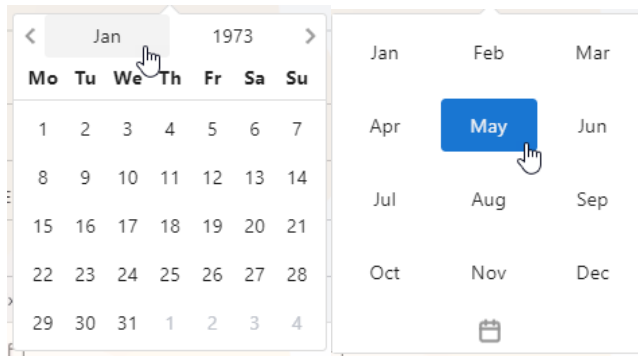 Jan 1973
Mo Tu We Th Fr Sa Su
1 2 3 4 5 6 7
8 9 10 11 12 13 14
15 16 17 18 19 20 21
22 23 24 25 26 27 28
29 30 31 1 2 3 4
Jan Feb Mar
Apr May Jun
Jul Aug Sep
Oct Nov Dec